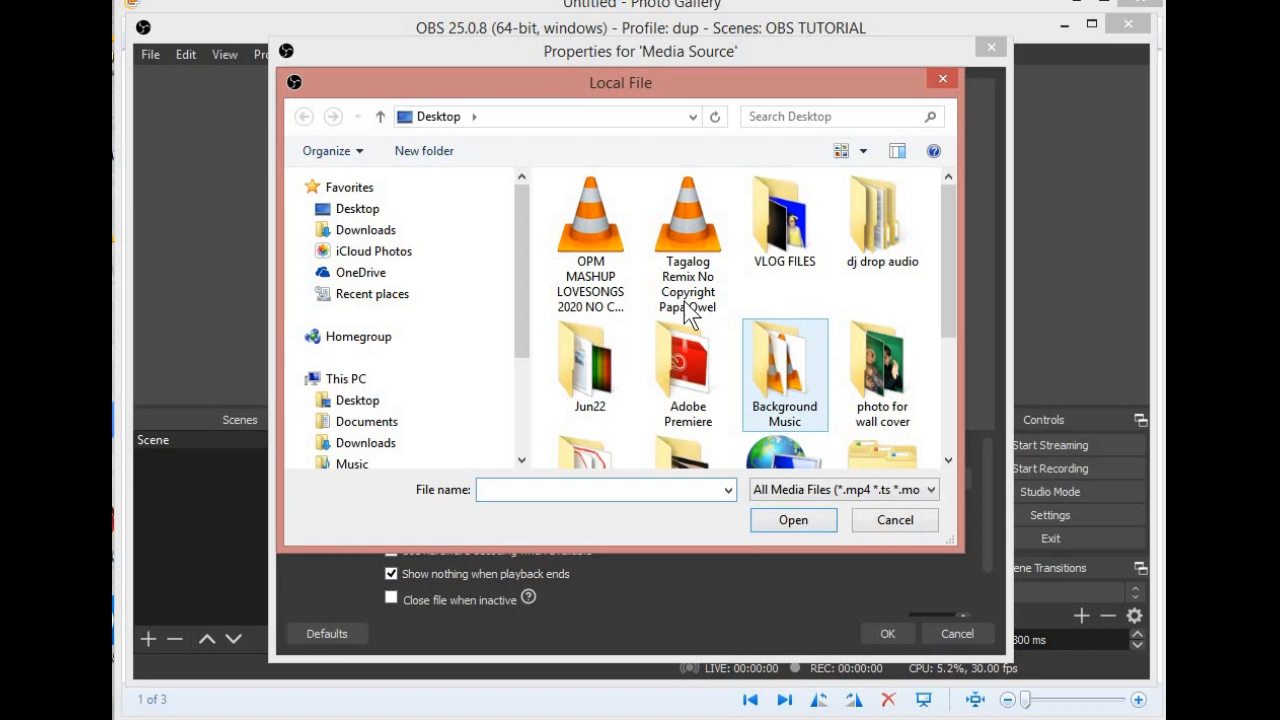 Untitled - Photo Gallery
OBS 25.0.8 (64-bit, windows) - Profile: dup - Scenes: OBS TUTORIAL
File Edit View
Properties for 'Media Source'
Local File
Desktop
Search Desktop
Organize
New folder
Favorites
Desktop
Downloads
iCloud Photos
OneDrive
Recent places
Homegroup
This PC
Desktop
Documents
Downloads
Music
OPM
MASHUP
LOVESONGS
2020 NO C...
Tagalog
Remix No
Copyright
Papa Owel
VLOG FILES
dj drop audio
Jun22
Adobe
Premiere
Background
Music
photo for
wall cover
File name:
All Media Files (*.mp4 *.ts *.mo
Open
Cancel
Scenes
Scene
Controls
Start Streaming
Start Recording
Studio Mode
Settings
Exit
ene Transitions
300 ms
Show nothing when playback ends
Close file when inactive
?
Defaults
OK
Cancel
LIVE: 00:00:00
REC: 00:00:00
CPU: 5.2%, 30.00 fps
1 of 3